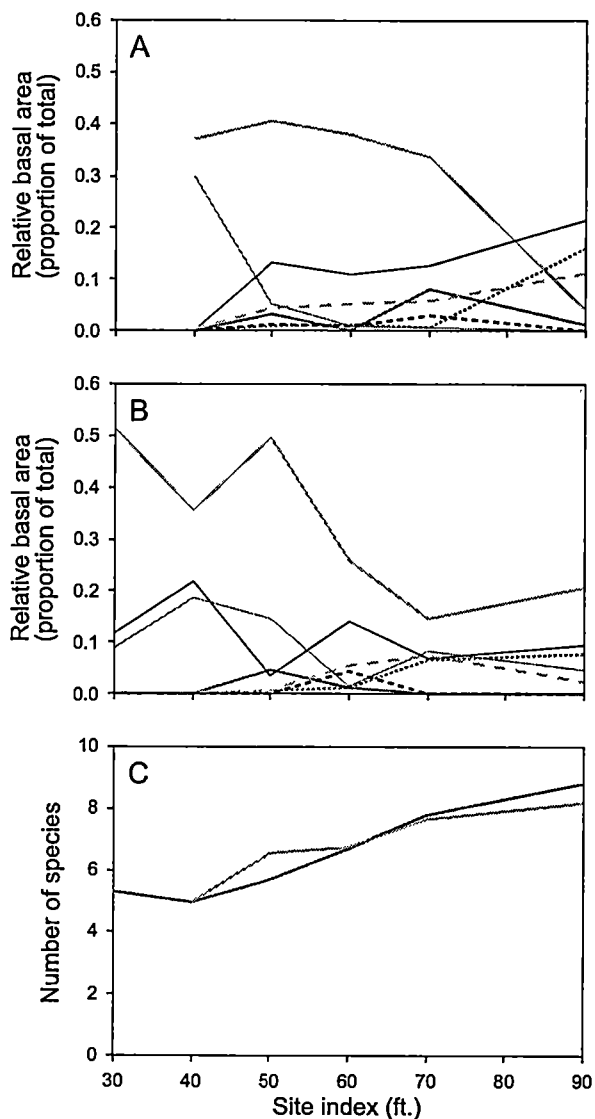 A
Relative basal area
(proportion of total)
0.6
0.5
0.4
0.3
0.2
0.1
0.0
B
Relative basal area
(proportion of total)
0.6
0.5
0.4
0.3
0.2
0.1
0.0
C
Number of species
10
8
6
4
2
0
30 40 50 60 70 80 90
Site index (ft.)